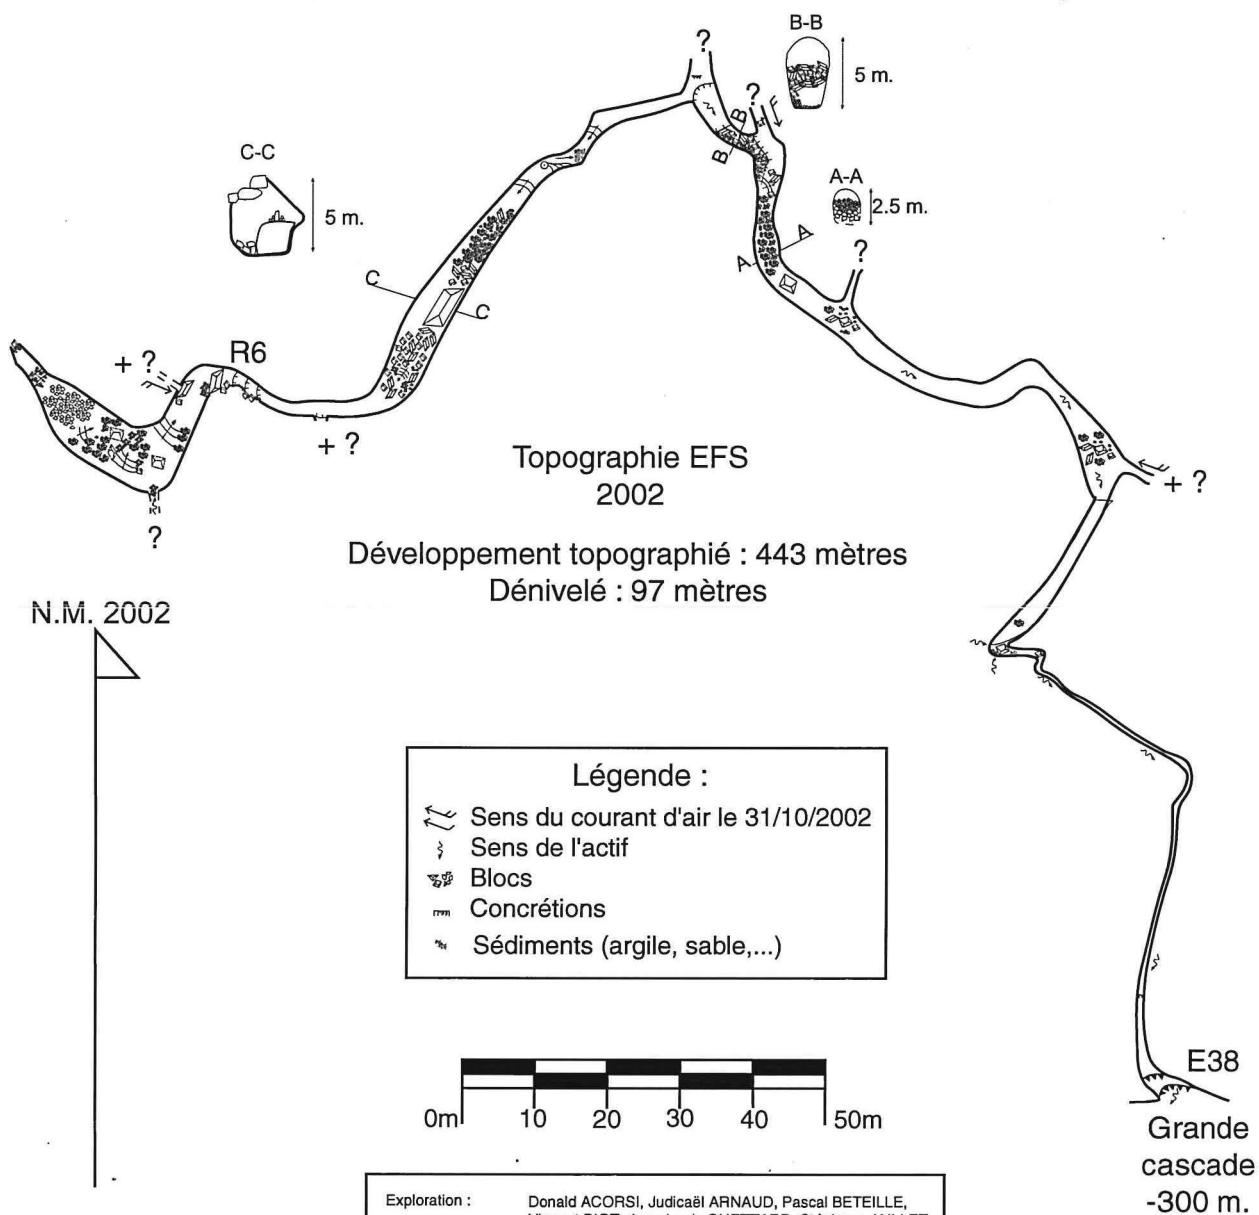 B-B
?
5 m.
?
F
B
B
C-C
5 m.
A-A
2.5 m.
A
?
A
C
C
+ ?
R6
+ ?
?
+ ?
Topographie EFS
2002
Développement topographié : 443 mètres
Dénivelé : 97 mètres
N.M. 2002
Légende :
Sens du courant d'air le 31/10/2002
Sens de l'actif
Blocs
Concrétions
Sédiments (argile, sable,...)
0m 10 20 30 40 50m
E38
Grande
cascade
-300 m.
Exploration : Donald ACORSI, Judicaël ARNAUD, Pascal BETEILLE,